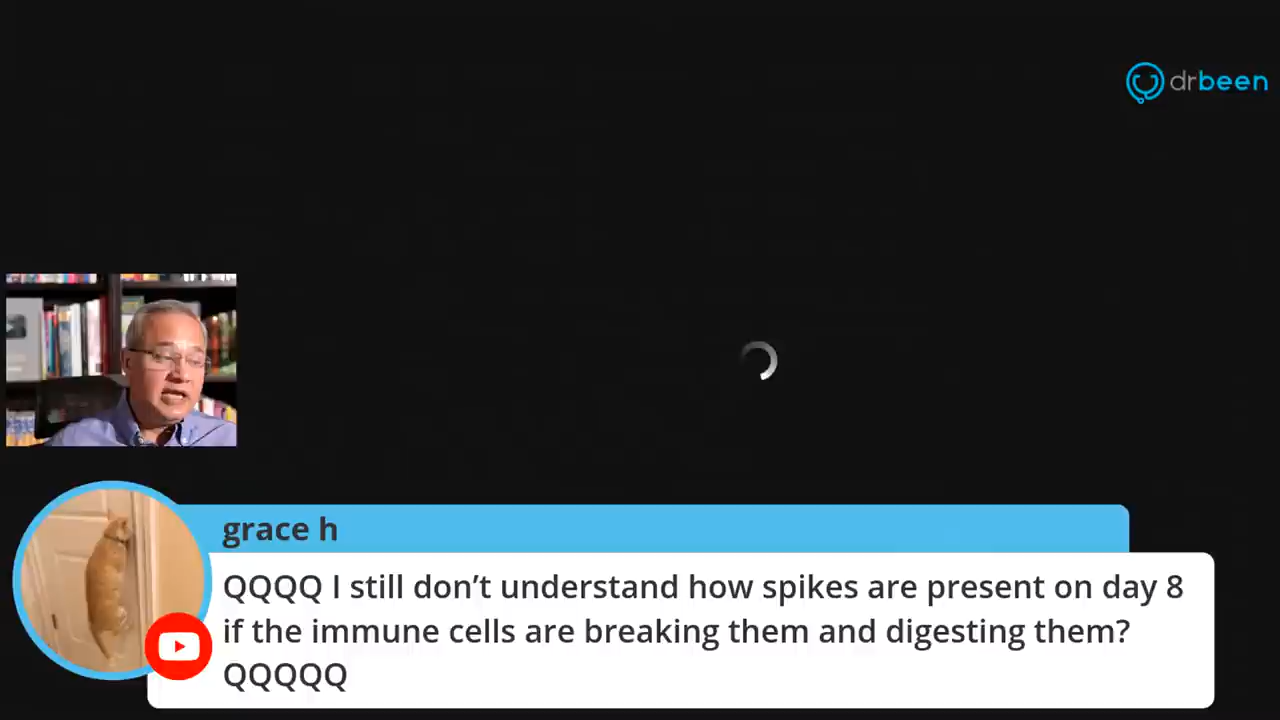 drbeen
grace h
QQQQ I still don’t understand how spikes are present on day 8
if the immune cells are breaking them and digesting them?
QQQQQ